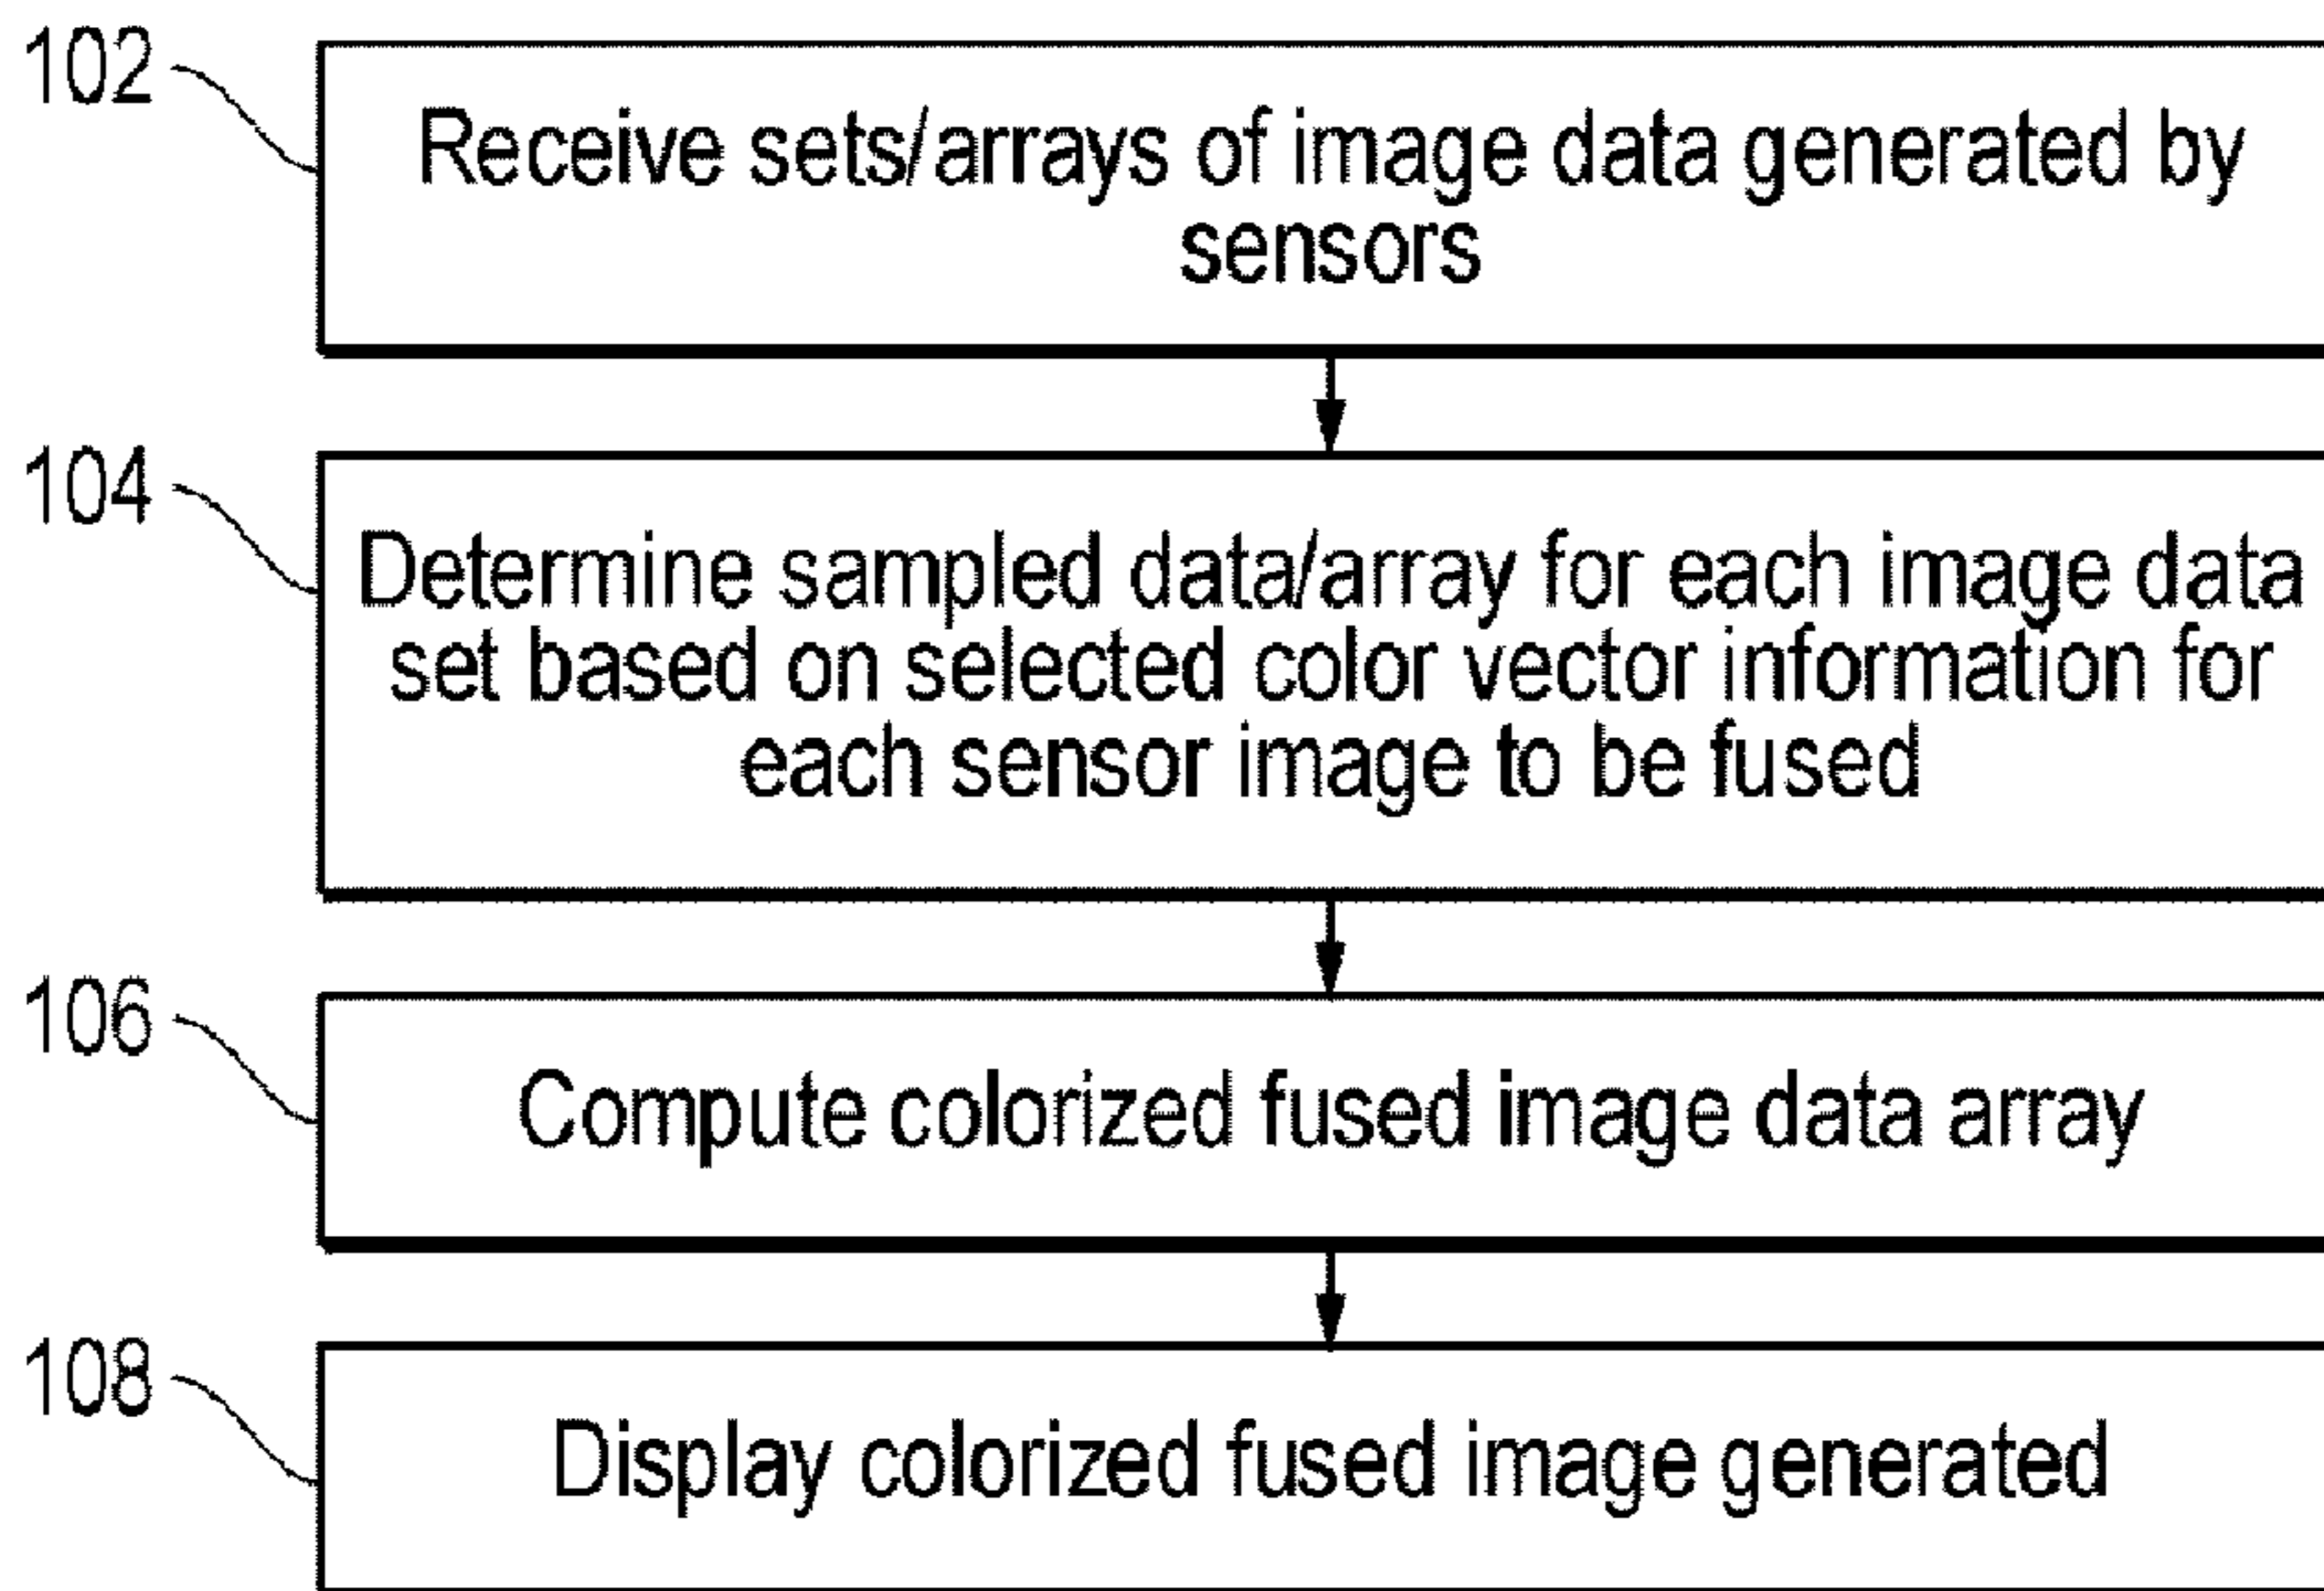 102
Receive sets/arrays of image data generated by
sensors
104
Determine sampled data/array for each image data
set based on selected color vector information for
each sensor image to be fused
106
Compute colorized fused image data array
108
Display colorized fused image generated